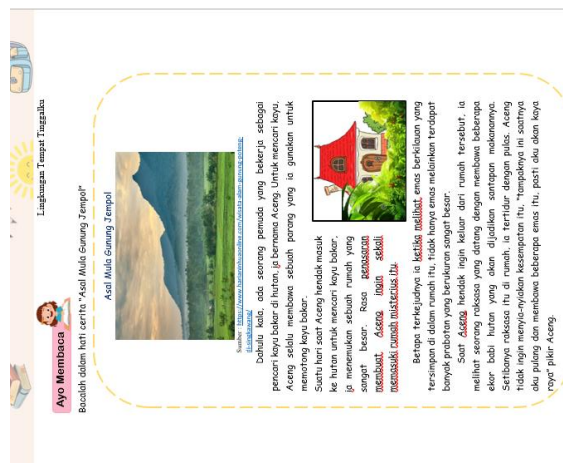 Lingkungan Tempat Tinggalku
Ayo Membaca
Bacalah dalam hati cerita "Asal Mula Gunung Jempol"
Asal Mula Gunung Jempol
Dahulu kala, ada seorang pemuda yang bekerja sebagai
pencari kayu bakar di hutan, ia bernama Aceng. Untuk mencari kayu,
Aceng selalu membawa sebuah parang yang ia gunakan untuk
memotong kayu bakar.
Suatu hari saat Aceng hendak masuk
ke hutan untuk mencari kayu bakar,
ia menemukan sebuah rumah yang
sangat besar. Rasa penasaran
membuat Aceng ingin sekali
memasuki rumah misterius itu.
Betapa terkejudnya ia ketika melihat emas berkilauan yang
tersimpan di dalam rumah itu, tidak hanya emas melainkan terdapat
banyak prabotan yang berukuran sangat besar.
Saat Aceng hendak ingin keluar dari rumah tersebut, ia
melihat seorang raksasa yang datang dengan membawa beberapa
ekor babi hutan yang akan dijadikan santapan makanannya.
Setibanya raksasa itu di rumah, ia tertidur dengan pulas. Aceng
tidak ingin menyia-nyiakan kesempatan itu, "tampaknya ini saatnya
aku pulang dan membawa beberapa emas itu, pasti aku akan kaya
raya" pikir Aceng.